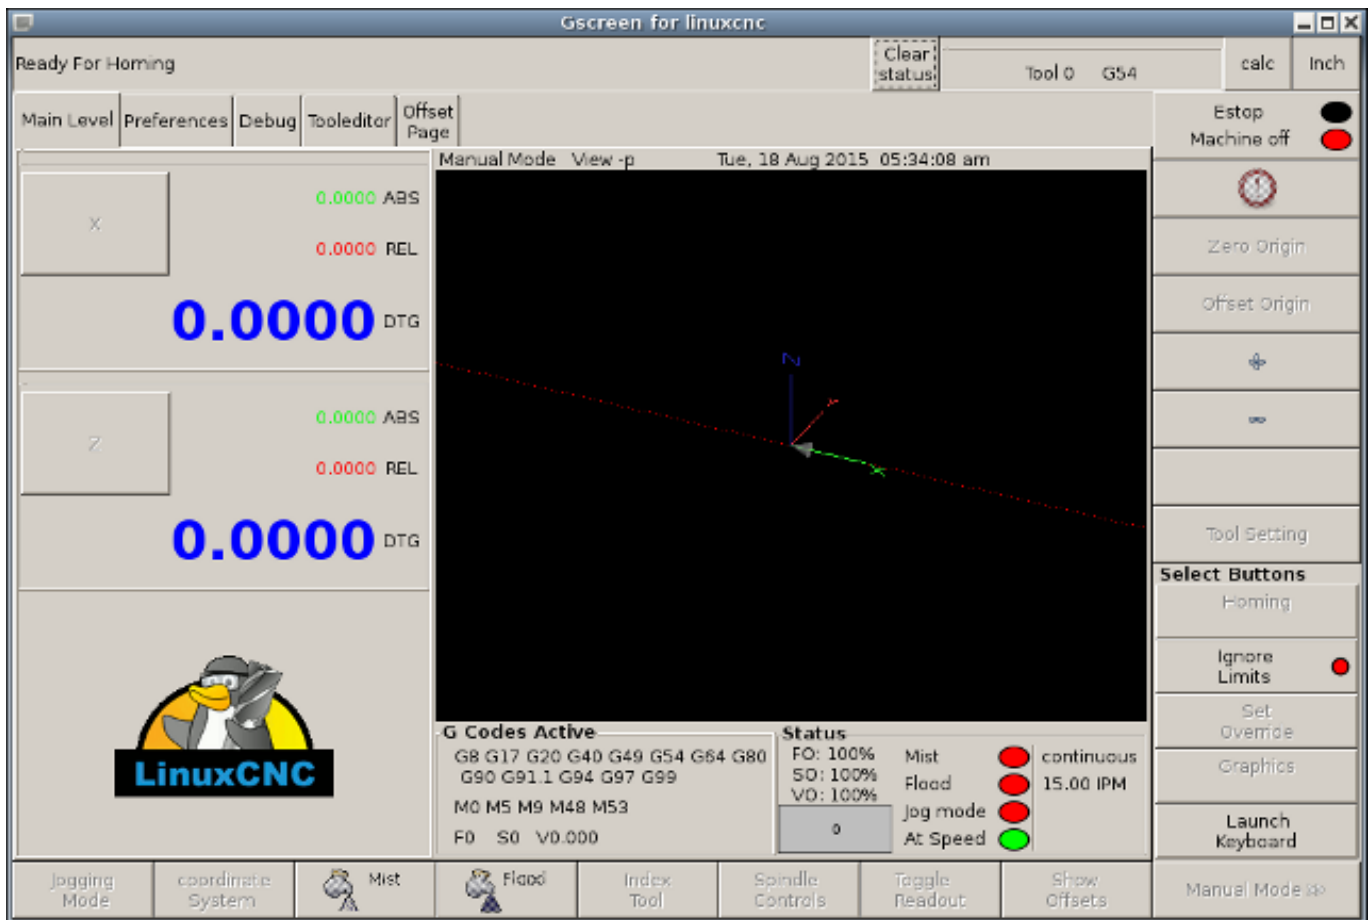 Gscreen for linuxcnc
Ready For Homing
Clear
status
Tool 0 G54
calc
Inch
Main Level
Preferences
Debug
Tooleditor
Offset
Page
Estop
Machine off
Manual Mode View -p Tue, 18 Aug 2015 05:34:08 am
X
0.0000 ABS
0.0000 REL
0.0000 DTG
Z
0.0000 ABS
0.0000 REL
0.0000 DTG
LinuxCNC
Z
Y
X
Zero Origin
Offset Origin
Tool Setting
Select Buttons
Homing
Ignore
Limits
Set
Override
Graphics
Launch
Keyboard
G Codes Active
G8 G17 G20 G40 G49 G54 G64 G80
G90 G91.1 G94 G97 G99
M0 M5 M9 M48 M53
F0 S0 V0.000
Status
FO: 100%
SO: 100%
VO: 100%
0
Mist
Flood
Jog mode
At Speed
continuous
15.00 IPM
Jogging
Mode
coordinate
System
Mist
Flood
Index
Tool
Spindle
Controls
Toggle
Readout
Show
Offsets
Manual Mode